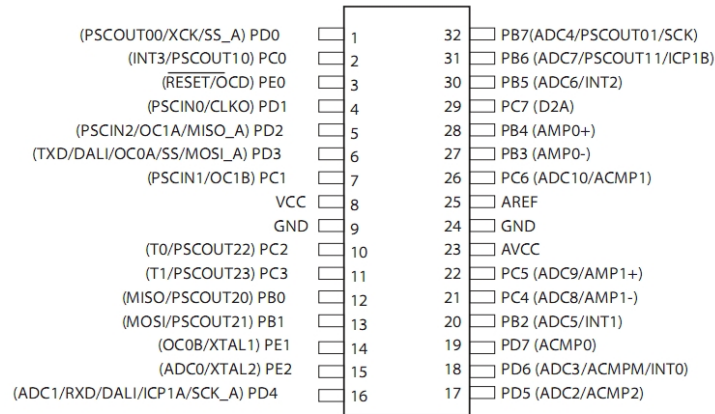 (PSCOUT00/XCK/SS_A) PD0 1 32 PB7(ADC4/PSCOUT01/SCK)
(INT3/PSCOUT10) PC0 2 31 PB6 (ADC7/PSCOUT11/ICP1B)
(RESET/OCD) PE0 3 30 PB5 (ADC6/INT2)
(PSCIN0/CLKO) PD1 4 29 PC7 (D2A)
(PSCIN2/OC1A/MISO_A) PD2 5 28 PB4 (AMP0+)
(TXD/DALI/OC0A/SS/MOSI_A) PD3 6 27 PB3 (AMP0-)
(PSCIN1/OC1B) PC1 7 26 PC6 (ADC10/ACMP1)
VCC 8 25 AREF
GND 9 24 GND
(T0/PSCOUT22) PC2 10 23 AVCC
(T1/PSCOUT23) PC3 11 22 PC5 (ADC9/AMP1+)
(MISO/PSCOUT20) PB0 12 21 PC4 (ADC8/AMP1-)
(MOSI/PSCOUT21) PB1 13 20 PB2 (ADC5/INT1)
(OC0B/XTAL1) PE1 14 19 PD7 (ACMP0)
(ADC0/XTAL2) PE2 15 18 PD6 (ADC3/ACMPM/INT0)
(ADC1/RXD/DALI/ICP1A/SCK_A) PD4 16 17 PD5 (ADC2/ACMP2)